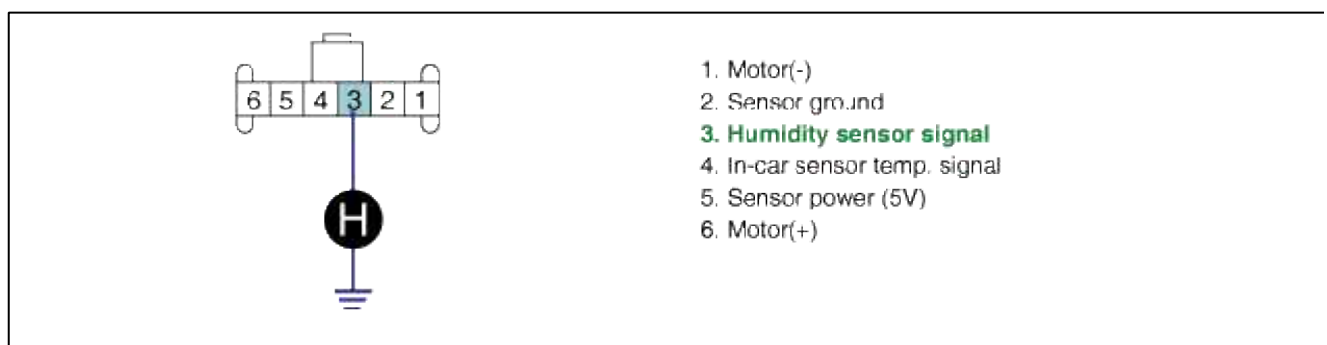 6 5 4 3 2 1
H
1. Motor(-)
2. Sensor ground
3. Humidity sensor signal
4. In-car sensor temp. signal
5. Sensor power (5V)
6. Motor(+)